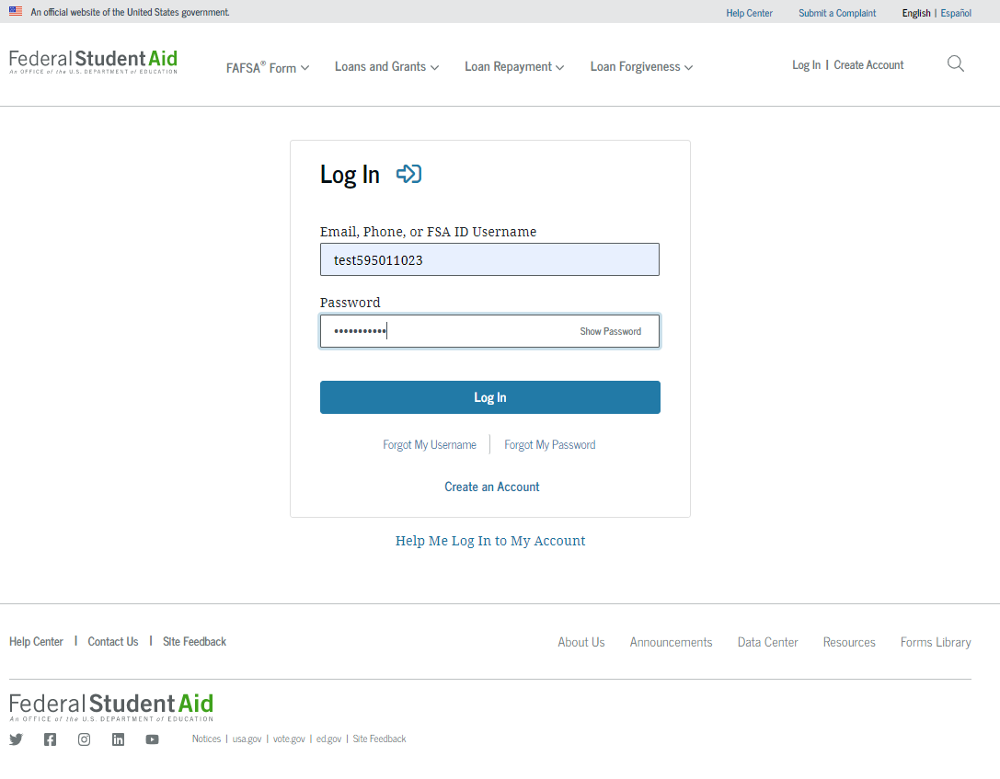 An official website of the United States government.
Help Center Submit a Complaint English | Español
Federal Student Aid
An OFFICE of the U.S. DEPARTMENT of EDUCATION
FAFSA® Form Loans and Grants Loan Repayment Loan Forgiveness Log In | Create Account
Log In
Email, Phone, or FSA ID Username
test595011023
Password
•••••••••••
Show Password
Log In
Forgot My Username Forgot My Password
Create an Account
Help Me Log In to My Account
Help Center | Contact Us | Site Feedback
About Us Announcements Data Center Resources Forms Library
Federal Student Aid
An OFFICE of the U.S. DEPARTMENT of EDUCATION
Notices | usa.gov | vote.gov | ed.gov | Site Feedback